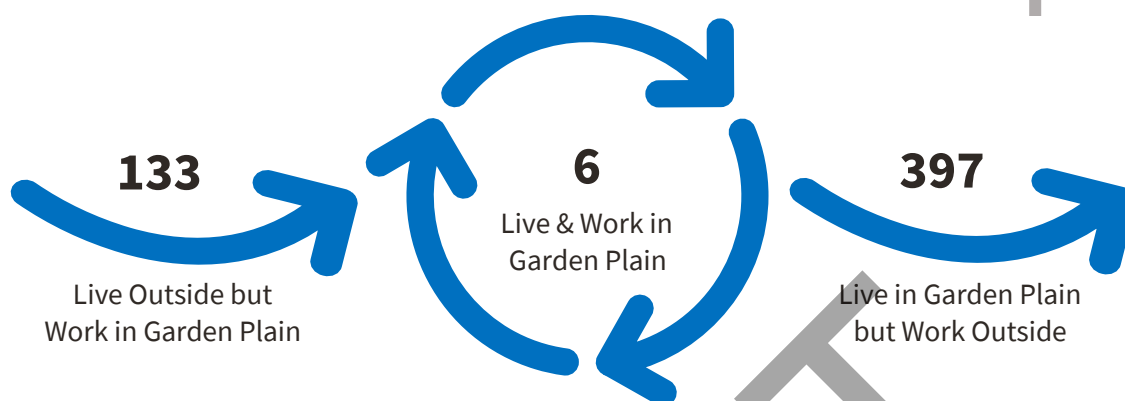 133
Live Outside but
Work in Garden Plain
6
Live & Work in
Garden Plain
397
Live in Garden Plain
but Work Outside